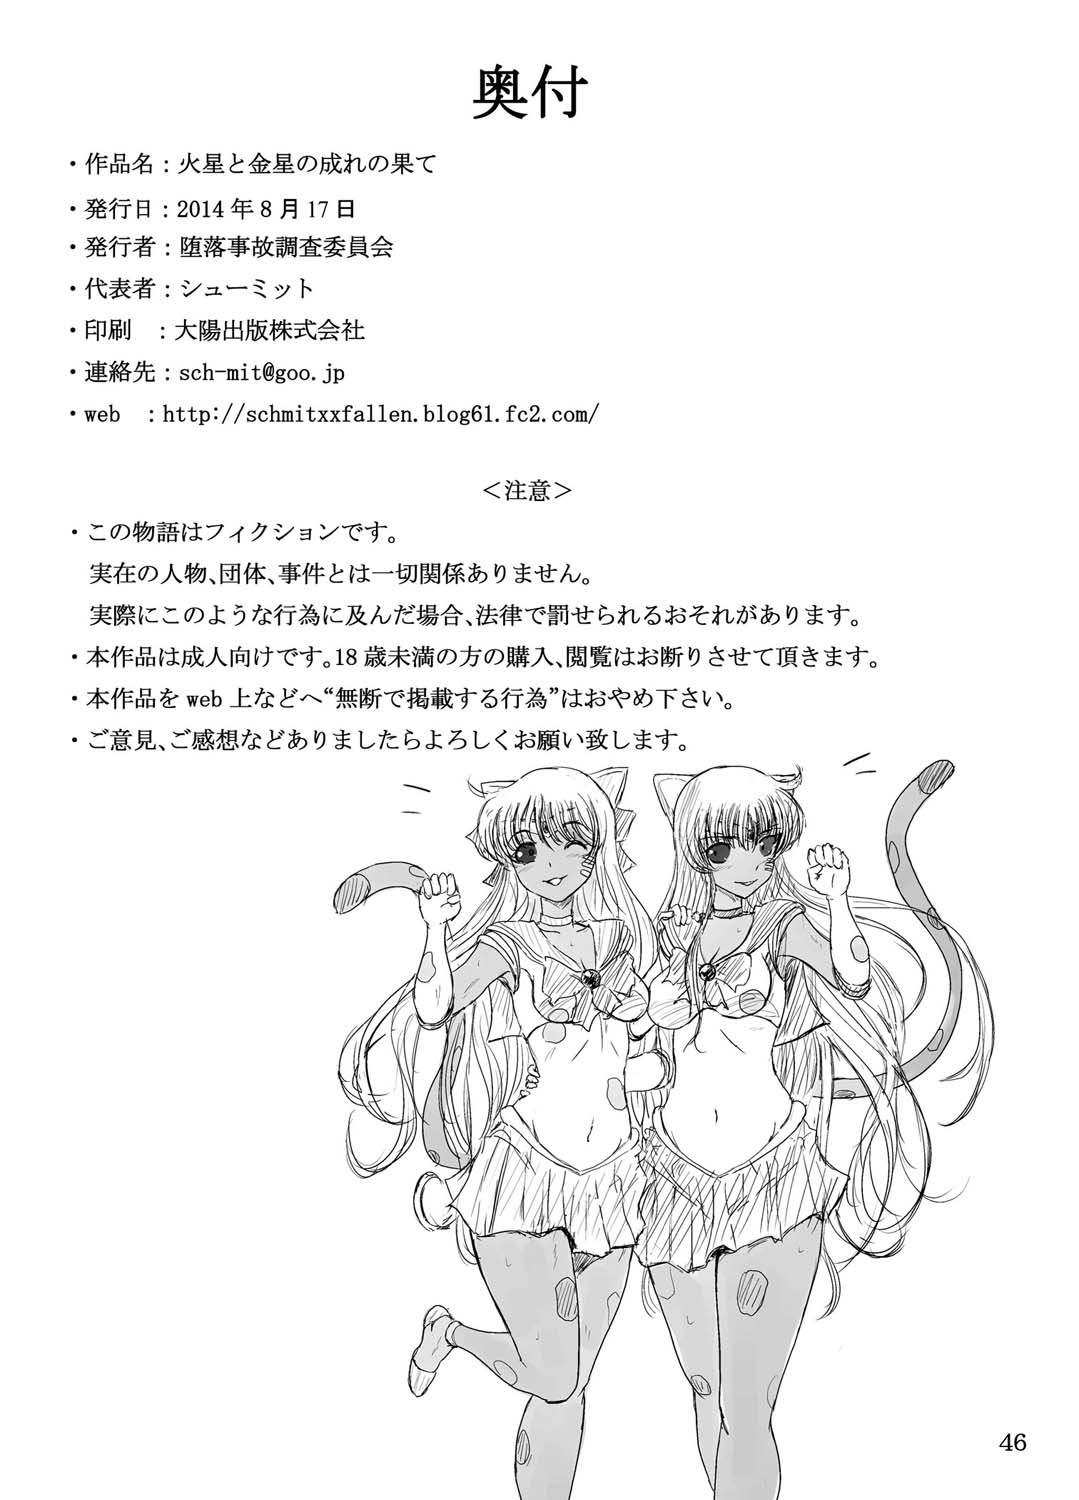 奥付
・作品名：火星と金星の成れの果て
・発行日：2014年8月17日
・発行者：堕落事故調査委員会
・代表者：シューミット
・印刷　：大陽出版株式会社
・連絡先：sch-mit@goo.jp
・web　：http://schmitxxfallen.blog61.fc2.com/
＜注意＞
・この物語はフィクションです。
実在の人物、団体、事件とは一切関係ありません。
実際にこのような行為に及んだ場合、法律で罰せられるおそれがあります。
・本作品は成人向けです。18歳未満の方の購入、閲覧はお断りさせて頂きます。
・本作品をweb上などへ“無断で掲載する行為”はおやめ下さい。
・ご意見、ご感想などありましたらよろしくお願い致します。
46